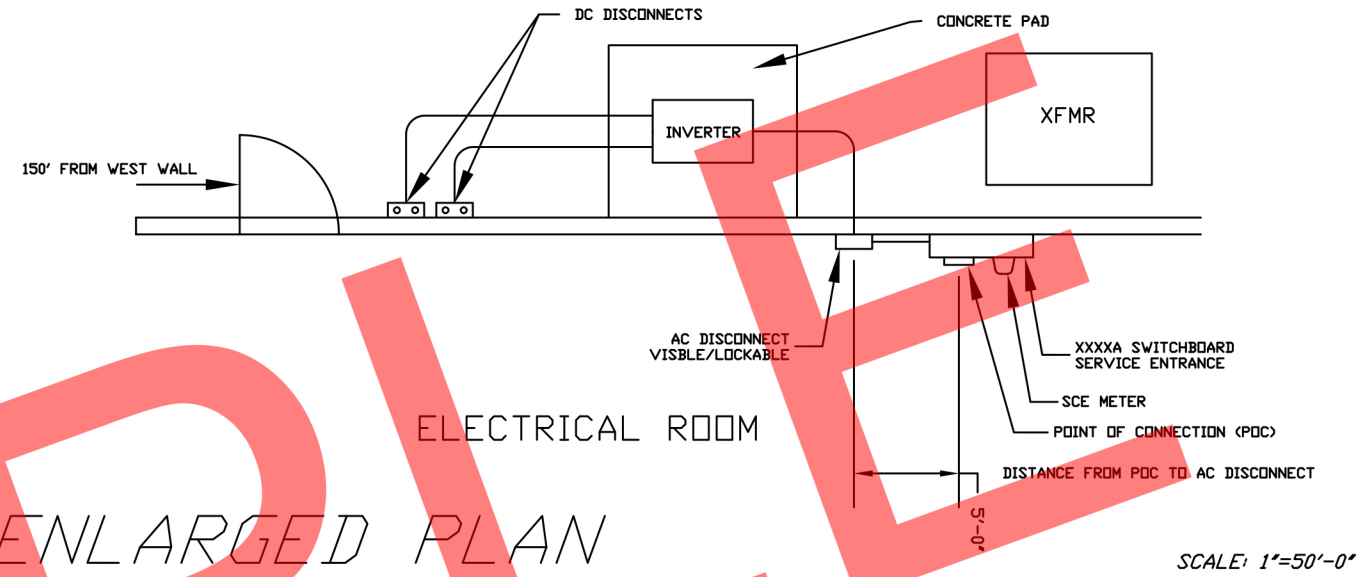 DC DISCONNECTS
CONCRETE PAD
XFMR
INVERTER
150' FROM WEST WALL
AC DISCONNECT
VISBLE/LOCKABLE
XXXXA SWITCHBOARD
SERVICE ENTRANCE
SCE METER
POINT OF CONNECTION (POC)
ELECTRICAL ROOM
DISTANCE FROM POC TO AC DISCONNECT
5'-0"
ENLARGED PLAN
SCALE: 1"=50'-0"